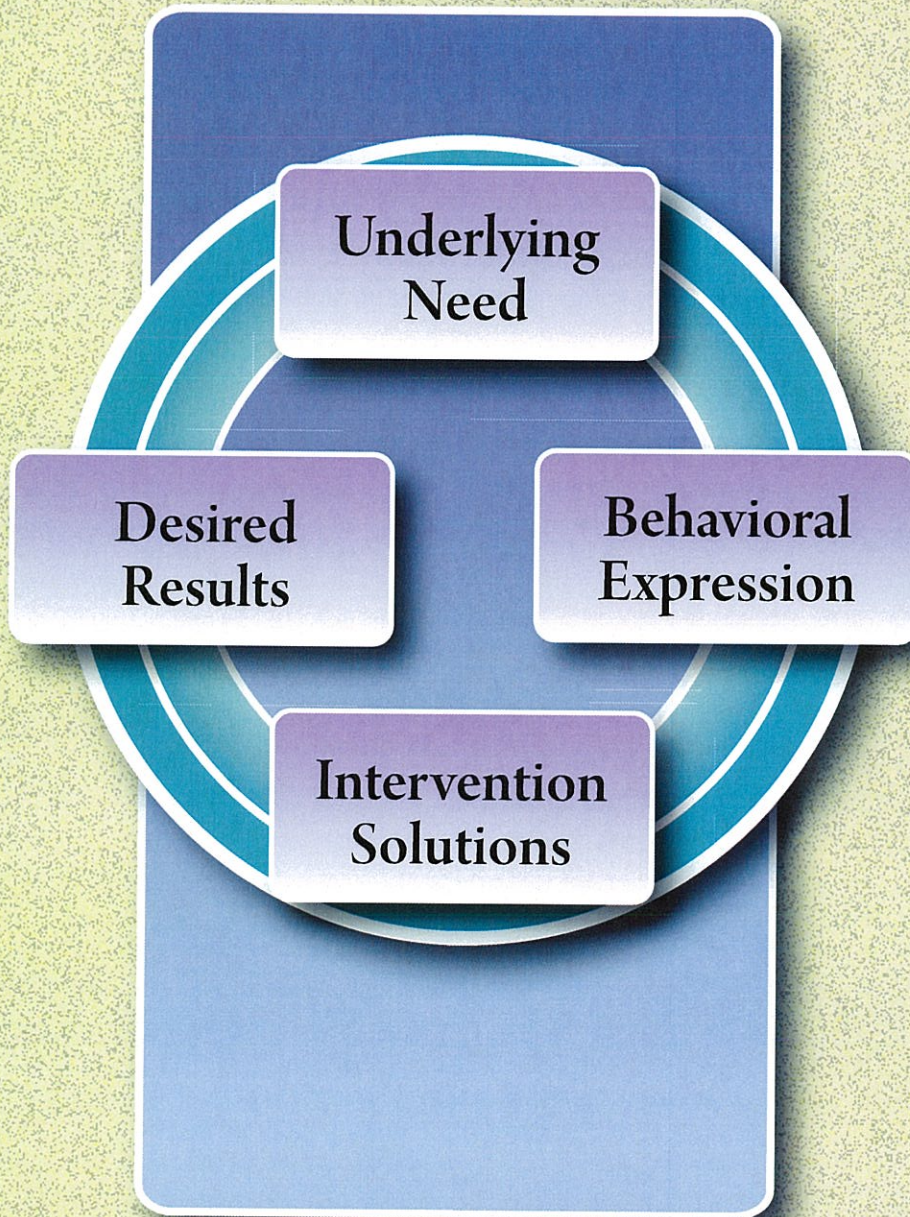 Underlying
Need
Desired
Results
Behavioral
Expression
Intervention
Solutions